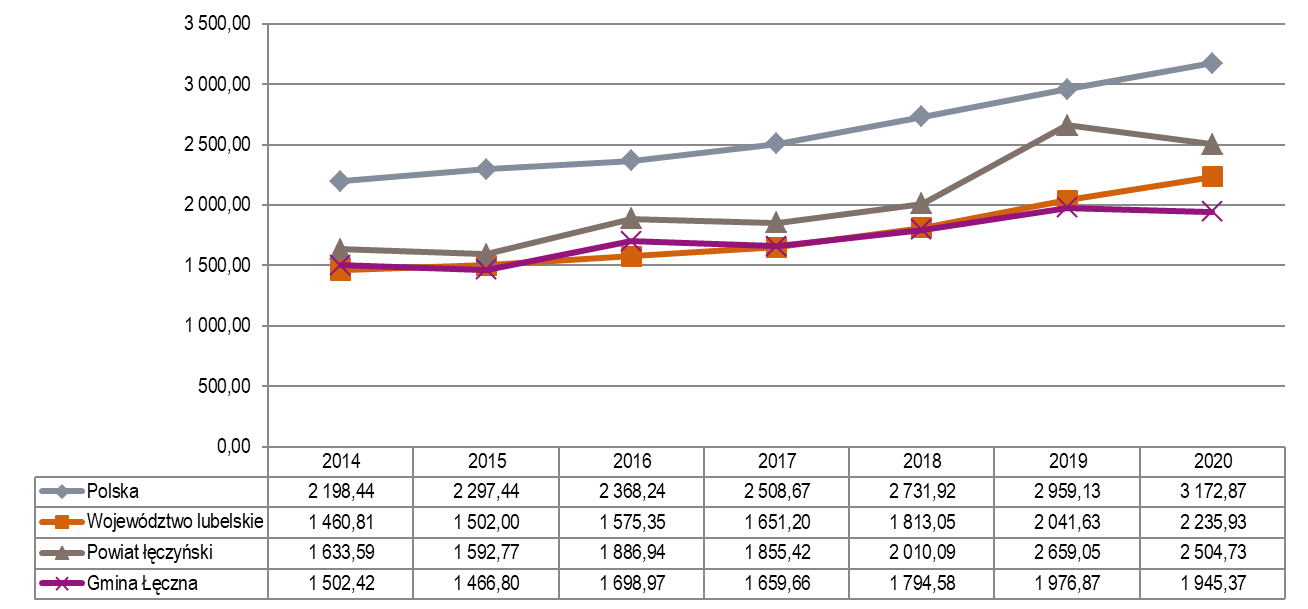 3 500,00
3 000,00
2 500,00
2 000,00
1 500,00
1 000,00
500,00
0,00
2014 2015 2016 2017 2018 2019 2020
Polska 2 198,44 2 297,44 2 368,24 2 508,67 2 731,92 2 959,13 3 172,87
Województwo lubelskie 1 460,81 1 502,00 1 575,35 1 651,20 1 813,05 2 041,63 2 235,93
Powiat łęczyński 1 633,59 1 592,77 1 886,94 1 855,42 2 010,09 2 659,05 2 504,73
Gmina Łęczna 1 502,42 1 466,80 1 698,97 1 659,66 1 794,58 1 976,87 1 945,37